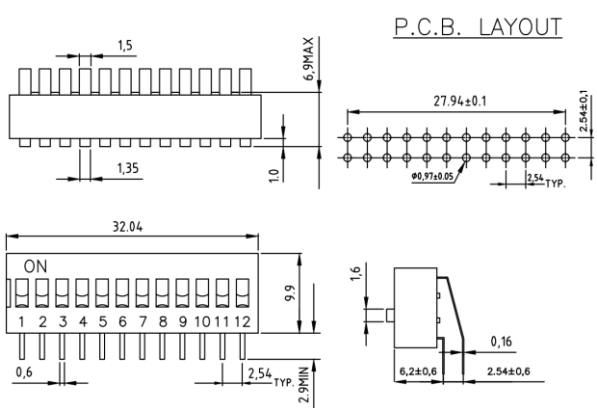 P.C.B. LAYOUT
1,5
6,9MAX
1,35
1.0
27.94±0.1
2.54±0,1
Ø0,97±0.05
2,54 TYP.
32.04
ON
1 2 3 4 5 6 7 8 9 10 11 12
9.9
0,6
2,54 TYP.
2.9MIN
1,6
0,16
6,2±0,6
2.54±0,6